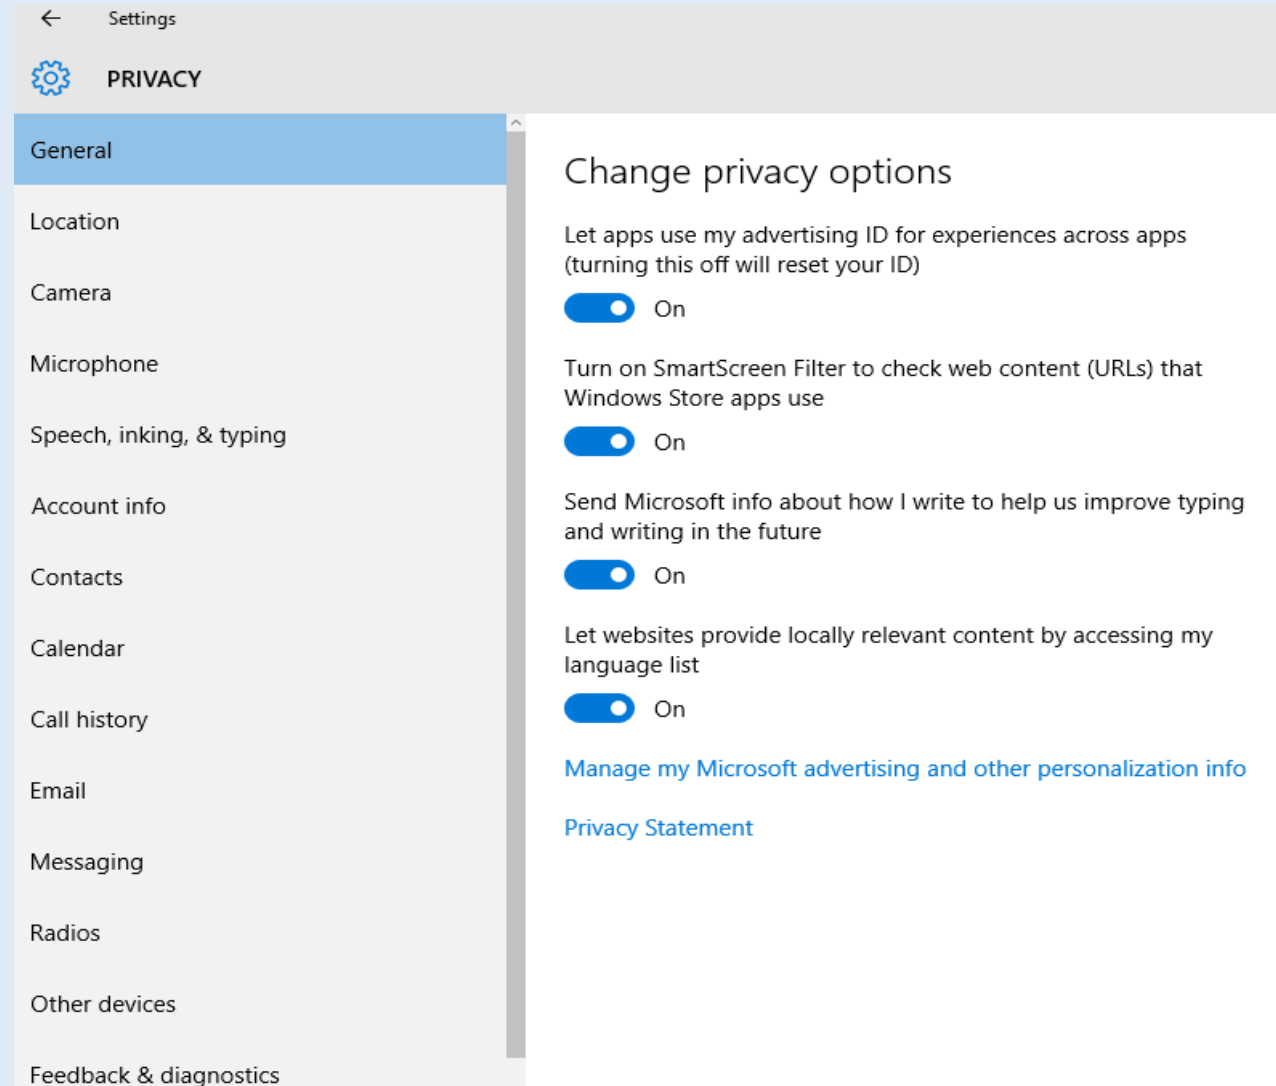 Settings
PRIVACY
General
Location
Camera
Microphone
Speech, inking, & typing
Account info
Contacts
Calendar
Call history
Email
Messaging
Radios
Other devices
Feedback & diagnostics
Change privacy options
Let apps use my advertising ID for experiences across apps
(turning this off will reset your ID)
On
Turn on SmartScreen Filter to check web content (URLs) that
Windows Store apps use
On
Send Microsoft info about how I write to help us improve typing
and writing in the future
On
Let websites provide locally relevant content by accessing my
language list
On
Manage my Microsoft advertising and other personalization info
Privacy Statement